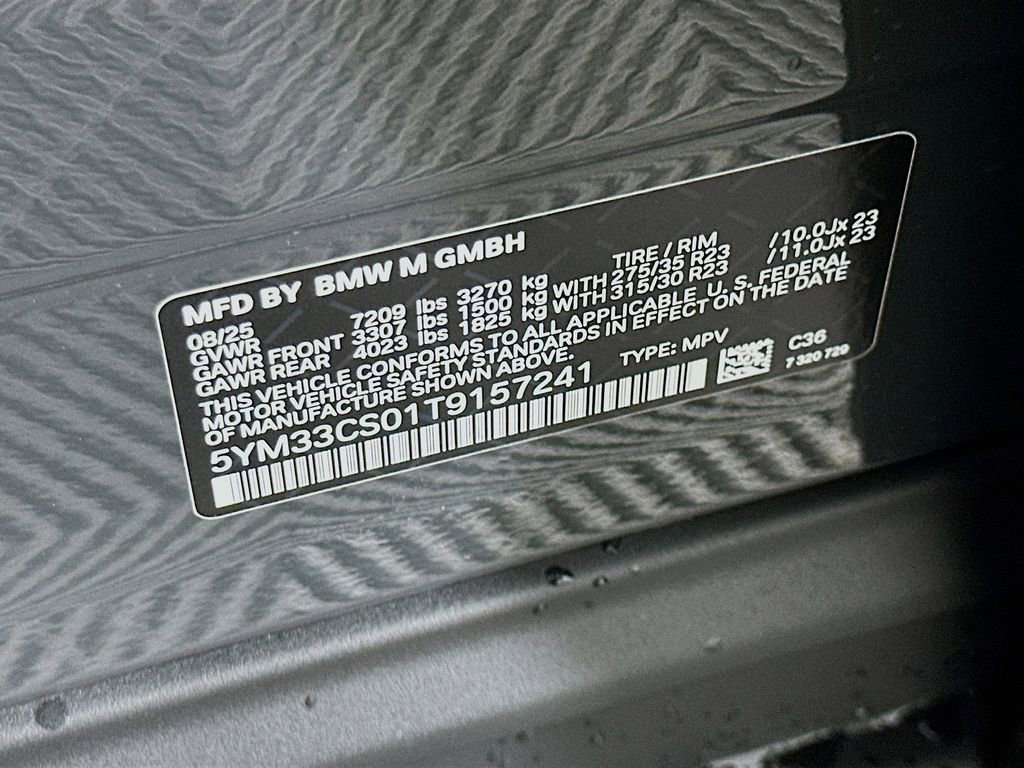 MFD BY BMW M GMBH
08/25
GVWR 7209 lbs 3270 kg TIRE / RIM
GAWR FRONT 3307 lbs 1500 kg WITH 275/35 R23 /10.0Jx 23
GAWR REAR 4023 lbs 1825 kg WITH 315/30 R23 /11.0Jx 23
THIS VEHICLE CONFORMS TO ALL APPLICABLE U. S. FEDERAL
MOTOR VEHICLE SAFETY STANDARDS IN EFFECT ON THE DATE
OF MANUFACTURE SHOWN ABOVE.
5YM33CS01T9157241 TYPE: MPV C36
7 320 729